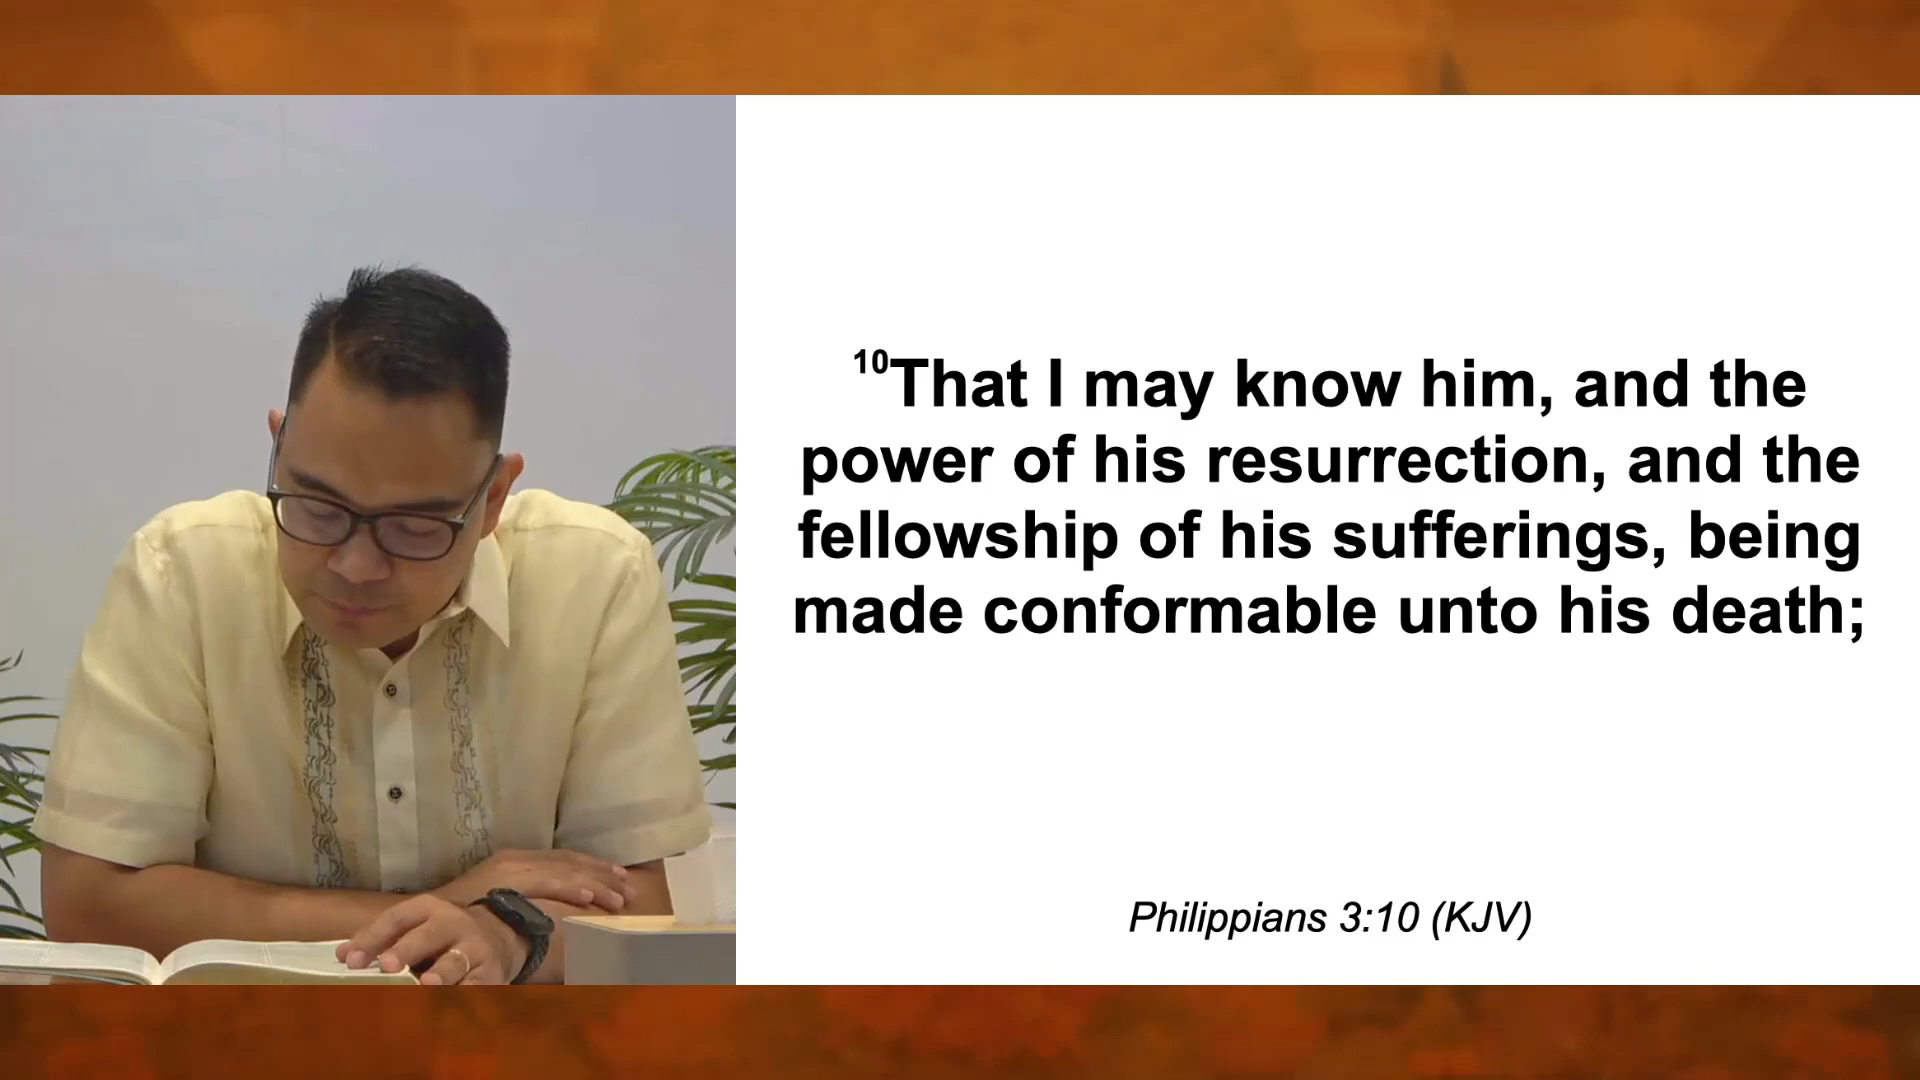 10That I may know him, and the
power of his resurrection, and the
fellowship of his sufferings, being
made conformable unto his death;
Philippians 3:10 (KJV)